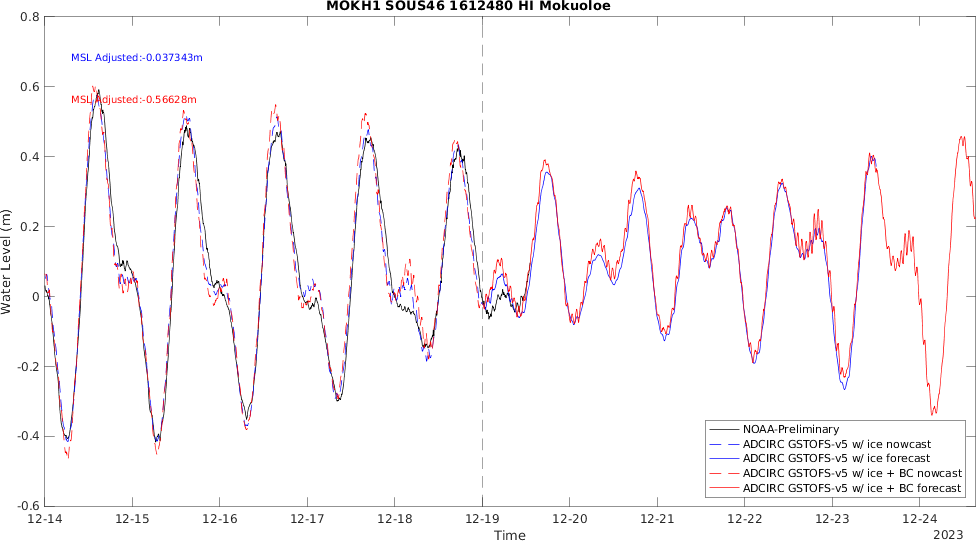 MOKH1 SOUS46 1612480 HI Mokuoloe
MSL Adjusted:-0.037343m
MSL Adjusted:-0.56628m
Water Level (m)
0.8
0.6
0.4
0.2
0
-0.2
-0.4
-0.6
NOAA-Preliminary
ADCIRC GSTOFS-v5 w/ ice nowcast
ADCIRC GSTOFS-v5 w/ ice forecast
ADCIRC GSTOFS-v5 w/ ice + BC nowcast
ADCIRC GSTOFS-v5 w/ ice + BC forecast
12-14 12-15 12-16 12-17 12-18 12-19 12-20 12-21 12-22 12-23 12-24
Time
2023